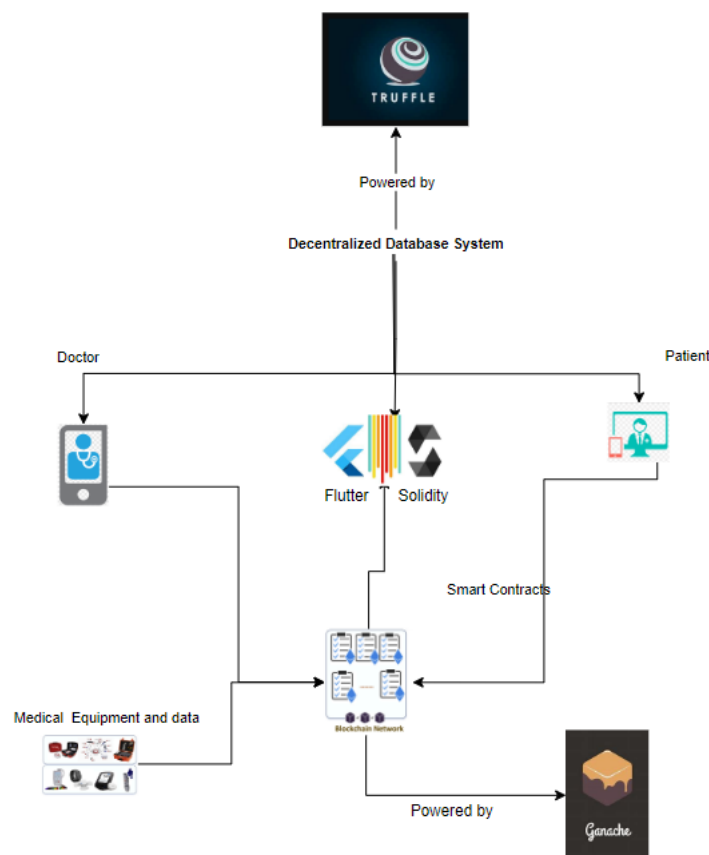 TRUFFLE
Powered by
Decentralized Database System
Doctor
Patient
Flutter
Solidity
Smart Contracts
Medical Equipment and data
Blockchain Network
Powered by
Ganache